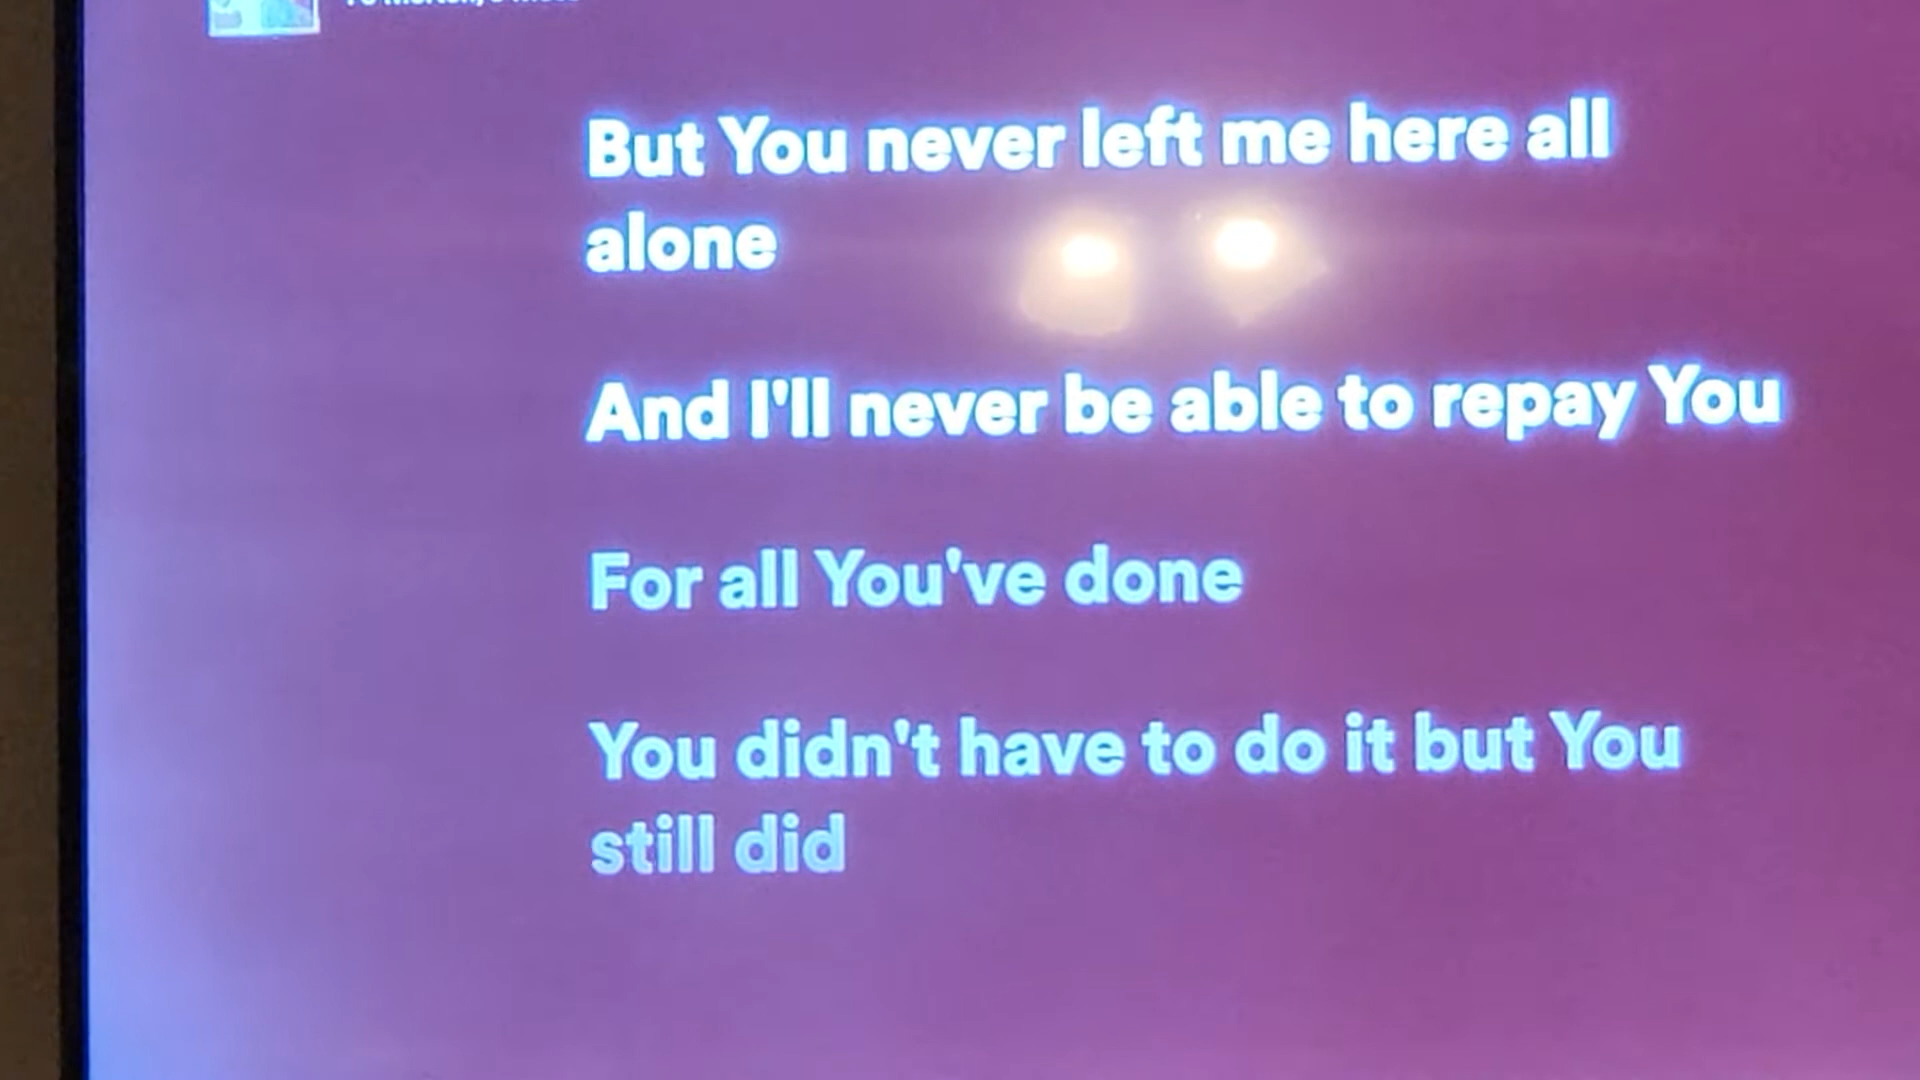 But You never left me here all
alone
And I'll never be able to repay You
For all You've done
You didn't have to do it but You
still did